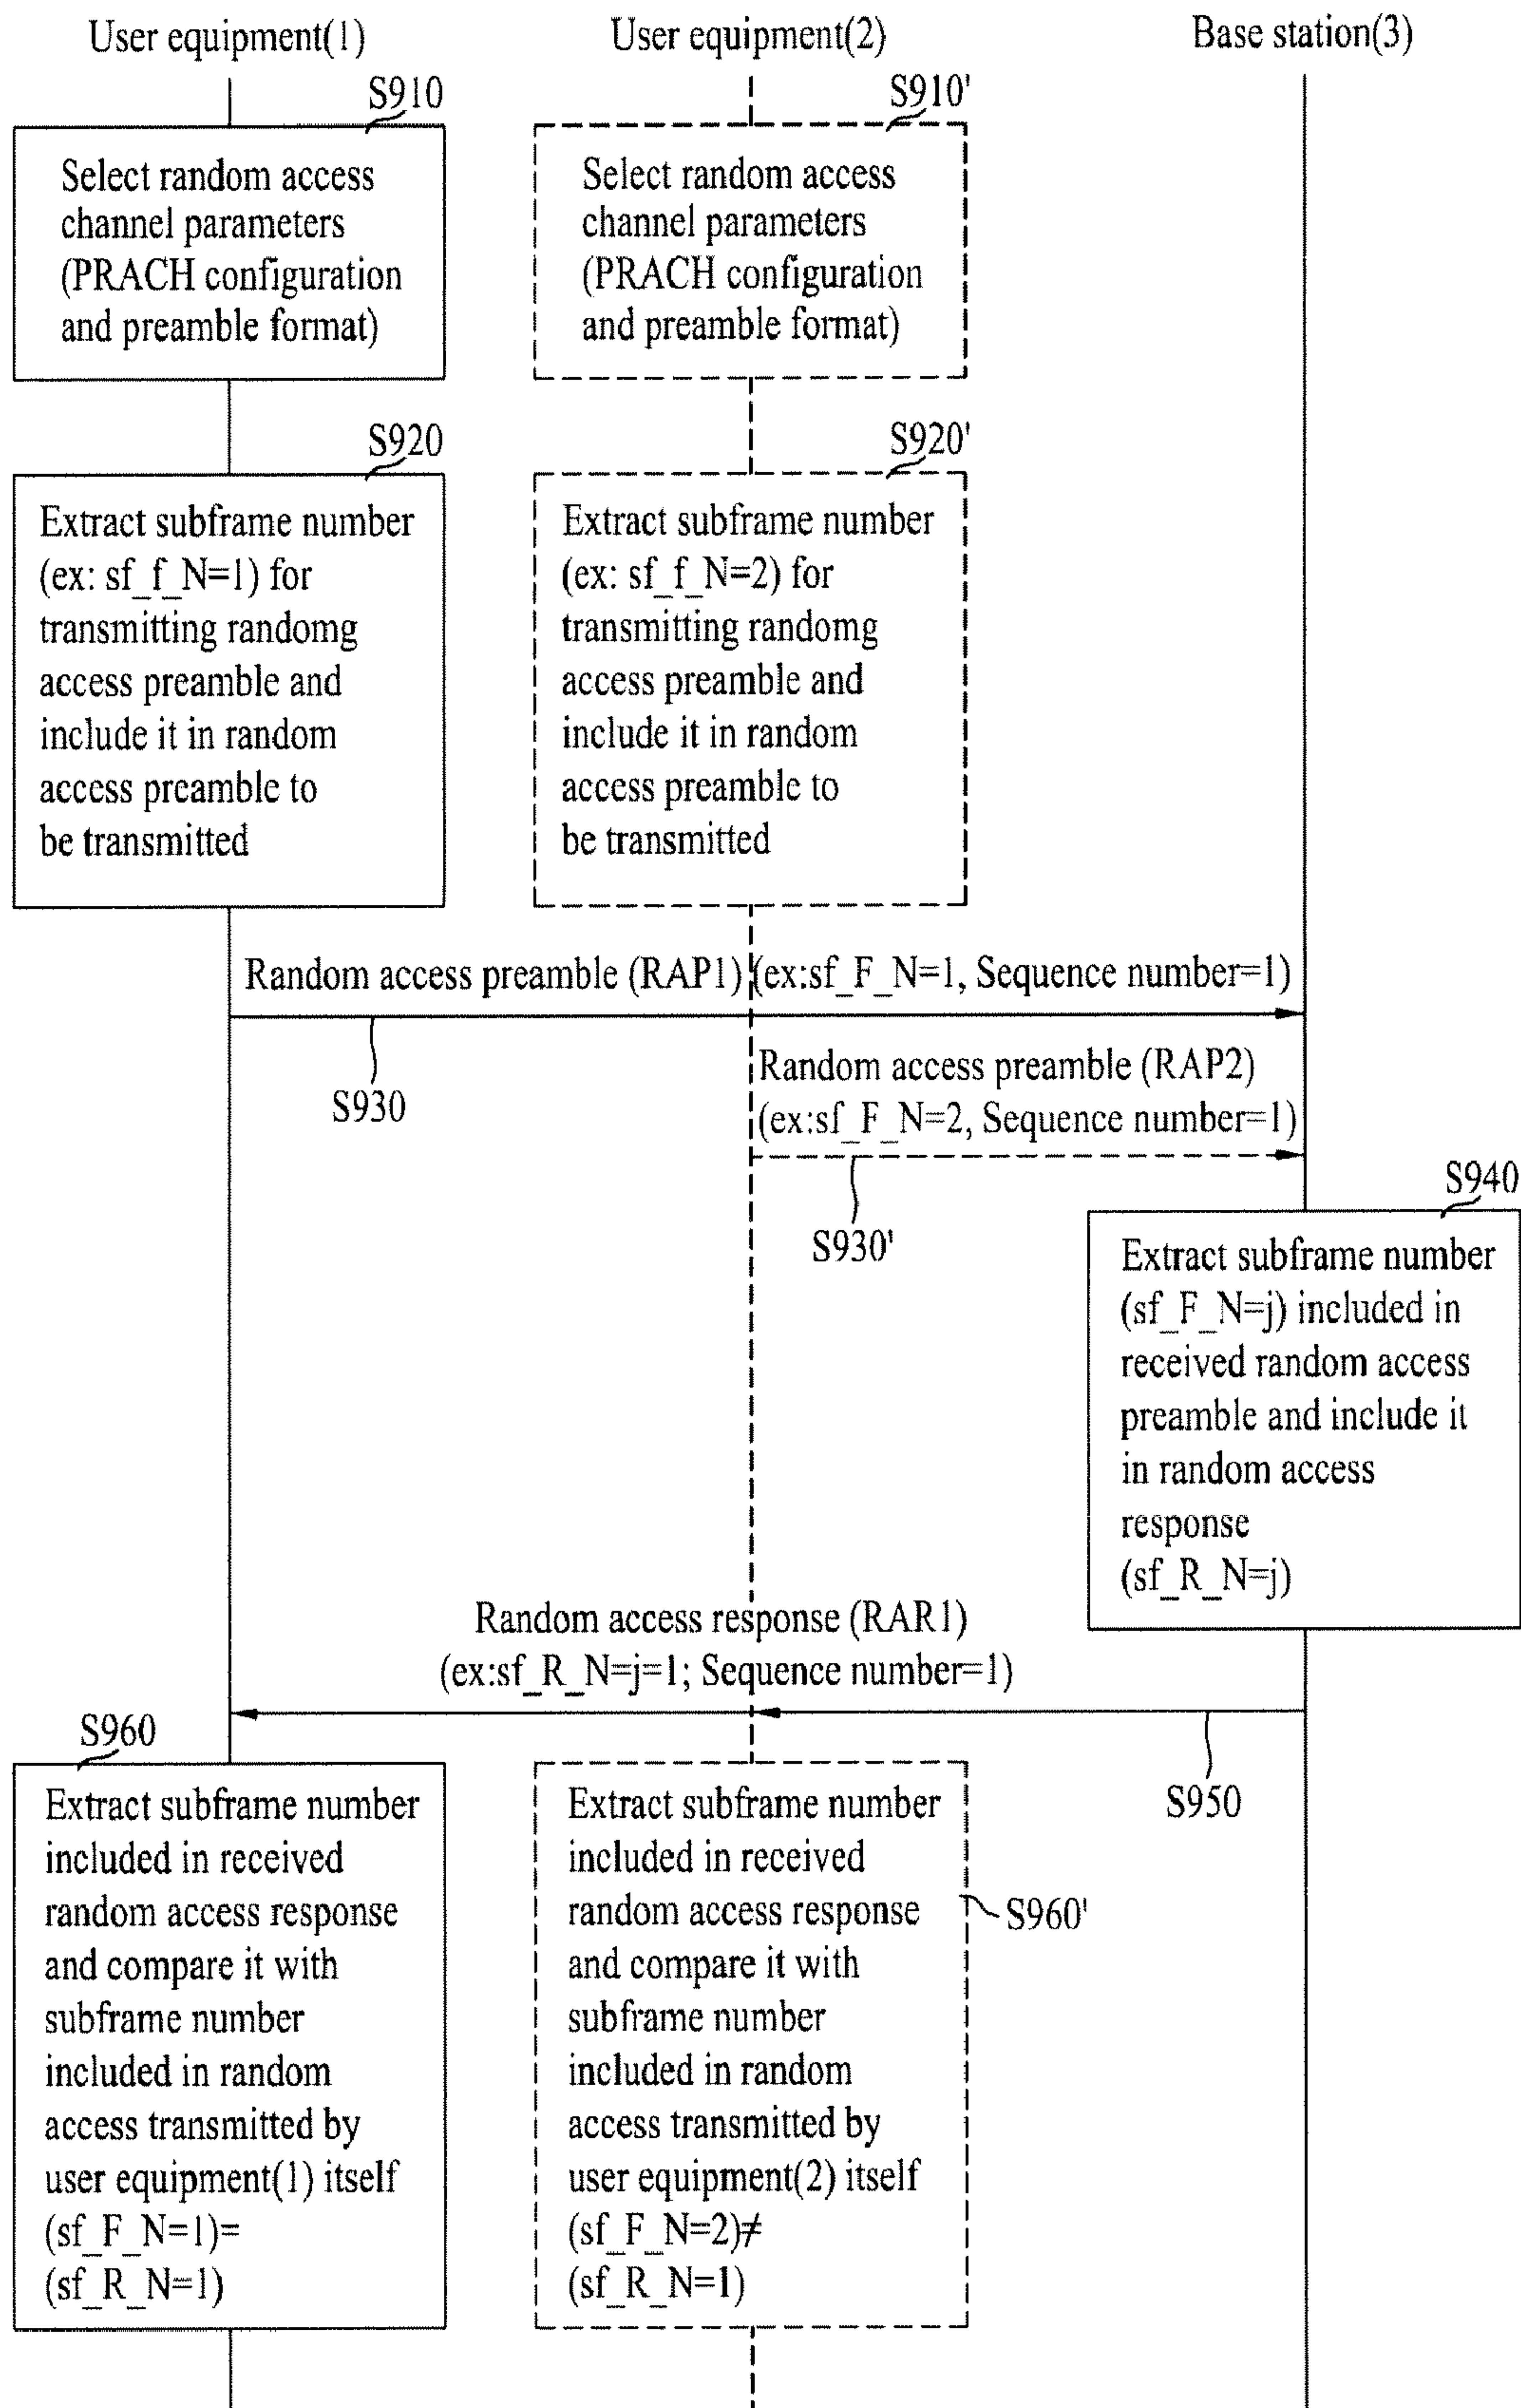 User equipment(1)
User equipment(2)
Base station(3)
S910
S910'
Select random access
channel parameters
(PRACH configuration
and preamble format)
Select random access
channel parameters
(PRACH configuration
and preamble format)
S920
S920'
Extract subframe number
(ex: sf_f_N=1) for
transmitting randomg
access preamble and
include it in random
access preamble to
be transmitted
Extract subframe number
(ex: sf_f_N=2) for
transmitting randomg
access preamble and
include it in random
access preamble to
be transmitted
Random access preamble (RAP1) (ex:sf_F_N=1, Sequence number=1)
S930
Random access preamble (RAP2)
(ex:sf_F_N=2, Sequence number=1)
S930'
S940
Extract subframe number
(sf_F_N=j) included in
received random access
preamble and include it
in random access
response
(sf_R_N=j)
Random access response (RAR1)
(ex:sf_R_N=j=1; Sequence number=1)
S950
S960
Extract subframe number
included in received
random access response
and compare it with
subframe number
included in random
access transmitted by
user equipment(1) itself
(sf_F_N=1)=
(sf_R_N=1)
Extract subframe number
included in received
random access response
and compare it with
subframe number
included in random
access transmitted by
user equipment(2) itself
(sf_F_N=2)≠
(sf_R_N=1)
S960'